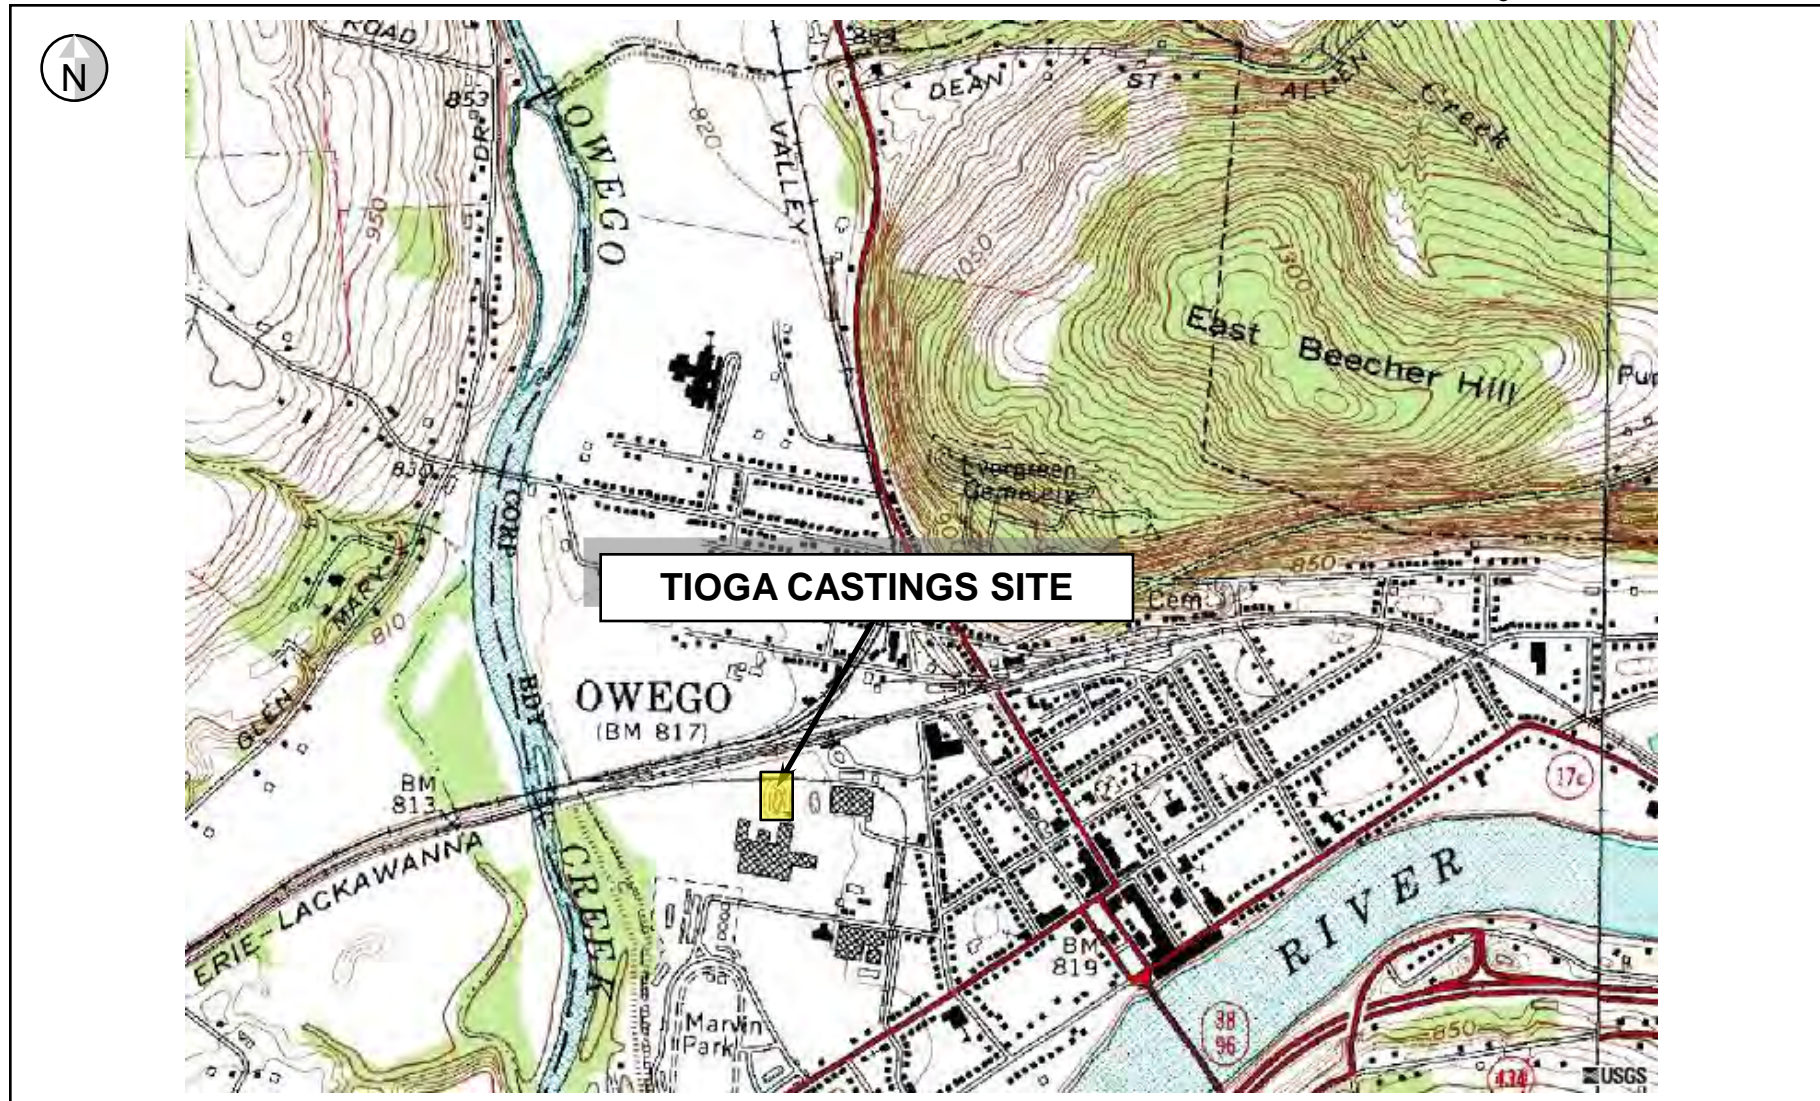 N
ROAD
853
DR
OWEGO
820
VALLEY
DEAN
ST
ALLEN
Creek
950
1050
1300
East Beecher Hill
830
Evergreen
Cemetery
CORP
TIOGA CASTINGS SITE
850
Cem
MARY
GLEN
810
OWEGO
(BM 817)
BDY
BM
813
17c
ERIE-LACKAWANNA
CREEK
RIVER
BM
819
Marvin
Park
38
96
850
434
USGS